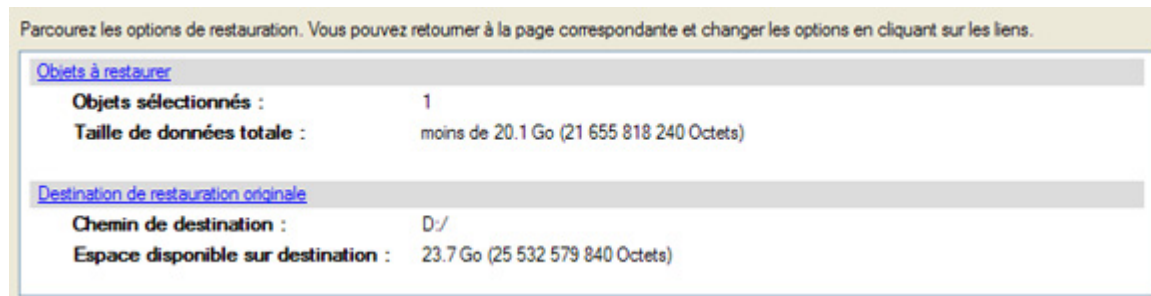 Parcourez les options de restauration. Vous pouvez retourner à la page correspondante et changer les options en cliquant sur les liens.
Objets à restaurer
Objets sélectionnés : 1
Taille de données totale : moins de 20.1 Go (21 655 818 240 Octets)
Destination de restauration originale
Chemin de destination : D:/
Espace disponible sur destination : 23.7 Go (25 532 579 840 Octets)